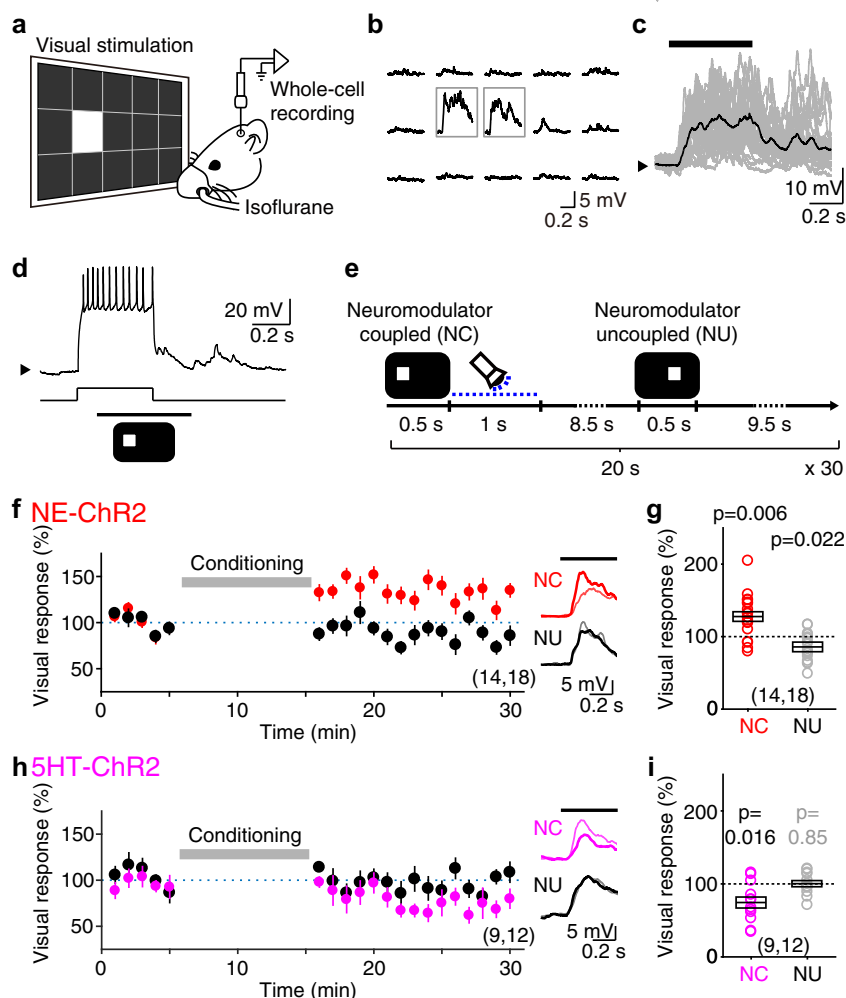 a
Visual stimulation
Whole-cell
recording
Isoflurane
b
5 mV
0.2 s
c
10 mV
0.2 s
d
20 mV
0.2 s
e
Neuromodulator
coupled (NC)
Neuromodulator
uncoupled (NU)
0.5 s
1 s
8.5 s
0.5 s
9.5 s
20 s
x 30
f NE-ChR2
Visual response (%)
150
100
50
Conditioning
(14,18)
0
10
20
30
Time (min)
NC
NU
5 mV
0.2 s
g
p=0.006
p=0.022
Visual response (%)
200
100
0
(14,18)
NC
NU
h 5HT-ChR2
Visual response (%)
150
100
50
Conditioning
(9,12)
0
10
20
30
Time (min)
NC
NU
5 mV
0.2 s
i
p=
0.016
p=
0.85
Visual response (%)
200
100
0
(9,12)
NC
NU